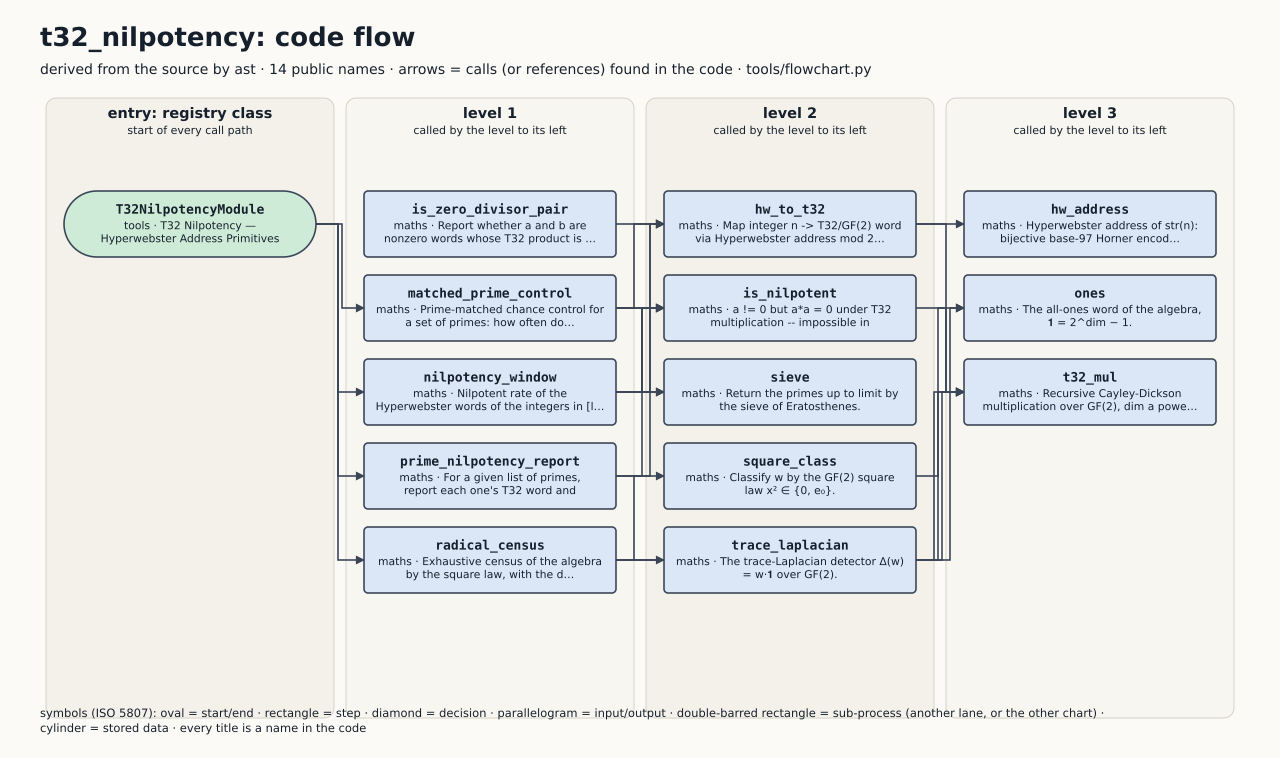 t32_nilpotency: code flow
derived from the source by ast · 14 public names · arrows = calls (or references) found in the code · tools/flowchart.py
entry: registry class
start of every call path
T32NilpotencyModule
tools · T32 Nilpotency —
Hyperwebster Address Primitives
level 1
called by the level to its left
is_zero_divisor_pair
maths · Report whether a and b are
nonzero words whose T32 product is …
matched_prime_control
maths · Prime-matched chance control for
a set of primes: how often do…
nilpotency_window
maths · Nilpotent rate of the
Hyperwebster words of the integers in [l…
prime_nilpotency_report
maths · For a given list of primes,
report each one's T32 word and
radical_census
maths · Exhaustive census of the algebra
by the square law, with the d…
level 2
called by the level to its left
hw_to_t32
maths · Map integer n -> T32/GF(2) word
via Hyperwebster address mod 2…
is_nilpotent
maths · a != 0 but a*a = 0 under T32
multiplication -- impossible in
sieve
maths · Return the primes up to limit by
the sieve of Eratosthenes.
square_class
maths · Classify w by the GF(2) square
law x² ∈ {0, e₀}.
trace_laplacian
maths · The trace-Laplacian detector Δ(w)
= w·𝟏 over GF(2).
level 3
called by the level to its left
hw_address
maths · Hyperwebster address of str(n):
bijective base-97 Horner encod…
ones
maths · The all-ones word of the algebra,
𝟏 = 2^dim − 1.
t32_mul
maths · Recursive Cayley-Dickson
multiplication over GF(2), dim a powe…
symbols (ISO 5807): oval = start/end · rectangle = step · diamond = decision · parallelogram = input/output · double-barred rectangle = sub-process (another lane, or the other chart) ·
cylinder = stored data · every title is a name in the code